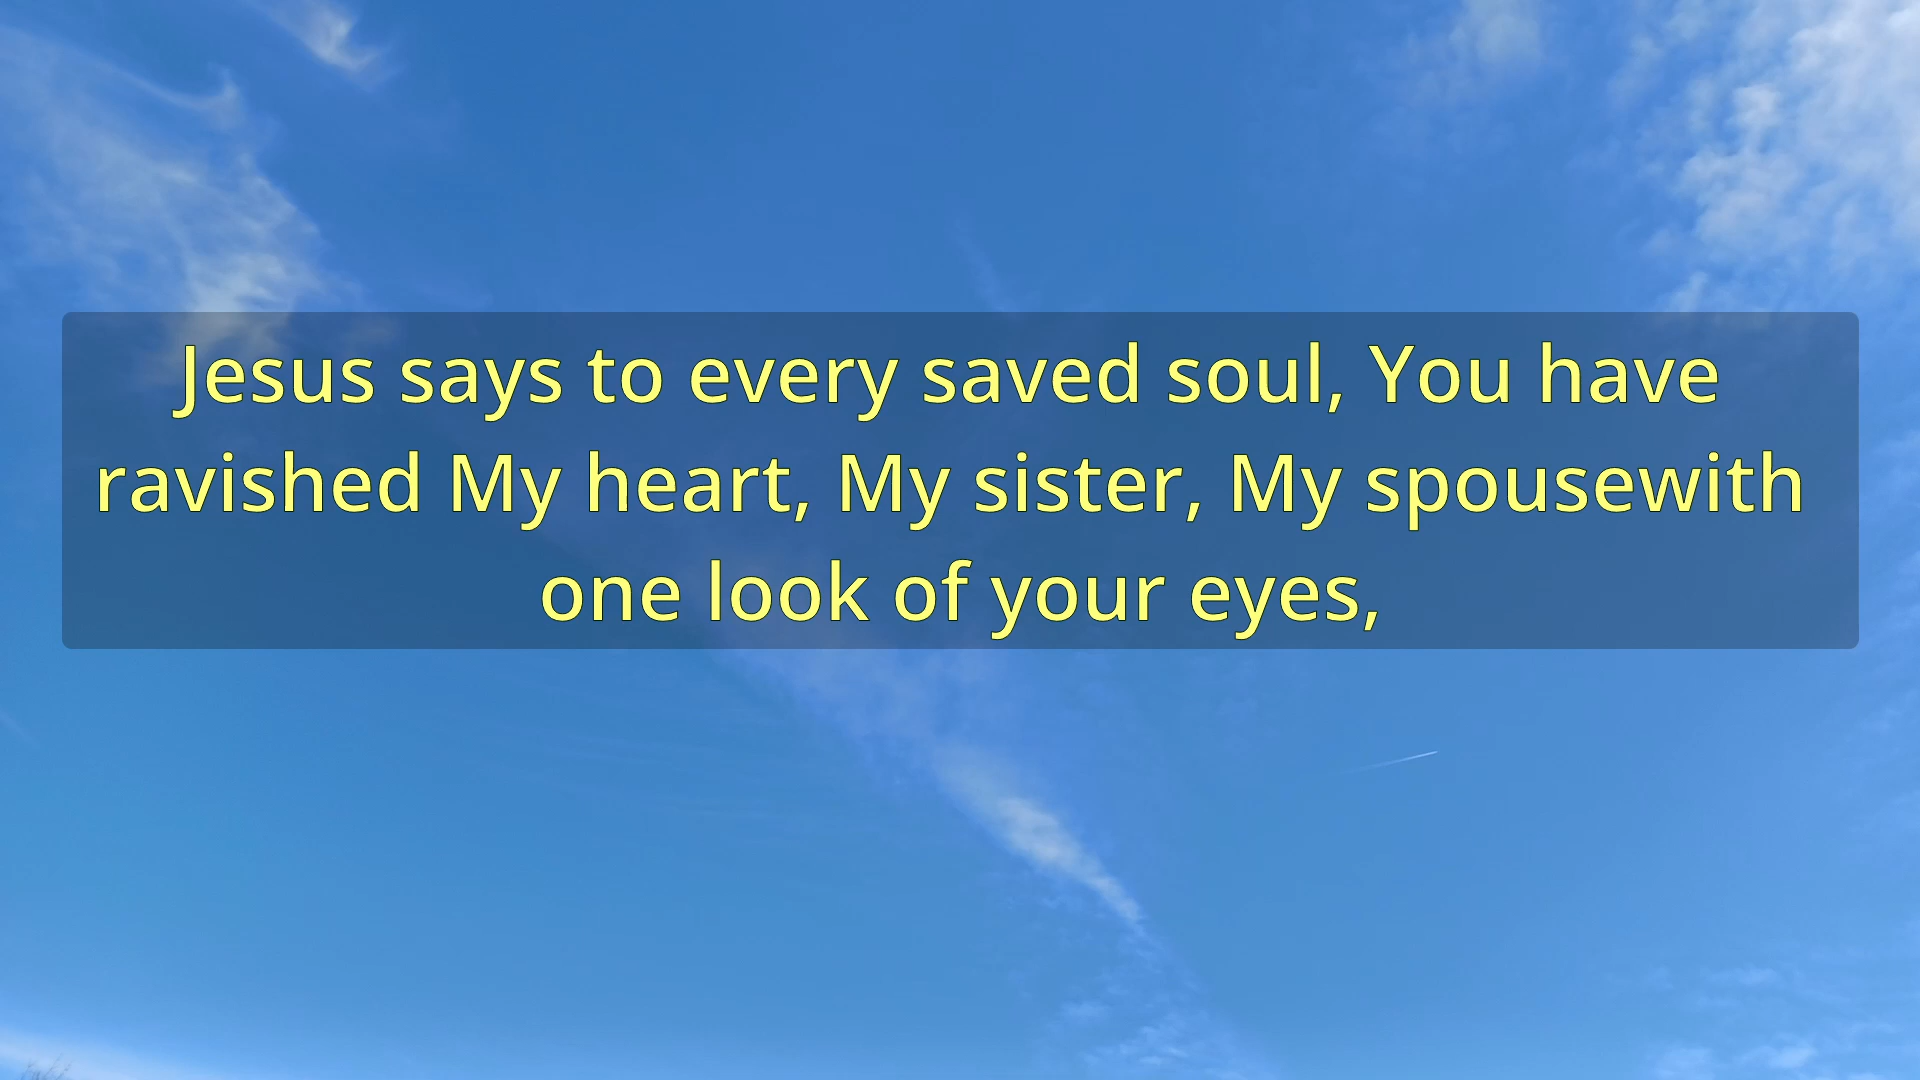 Jesus says to every saved soul, You have
ravished My heart, My sister, My spousewith
one look of your eyes,